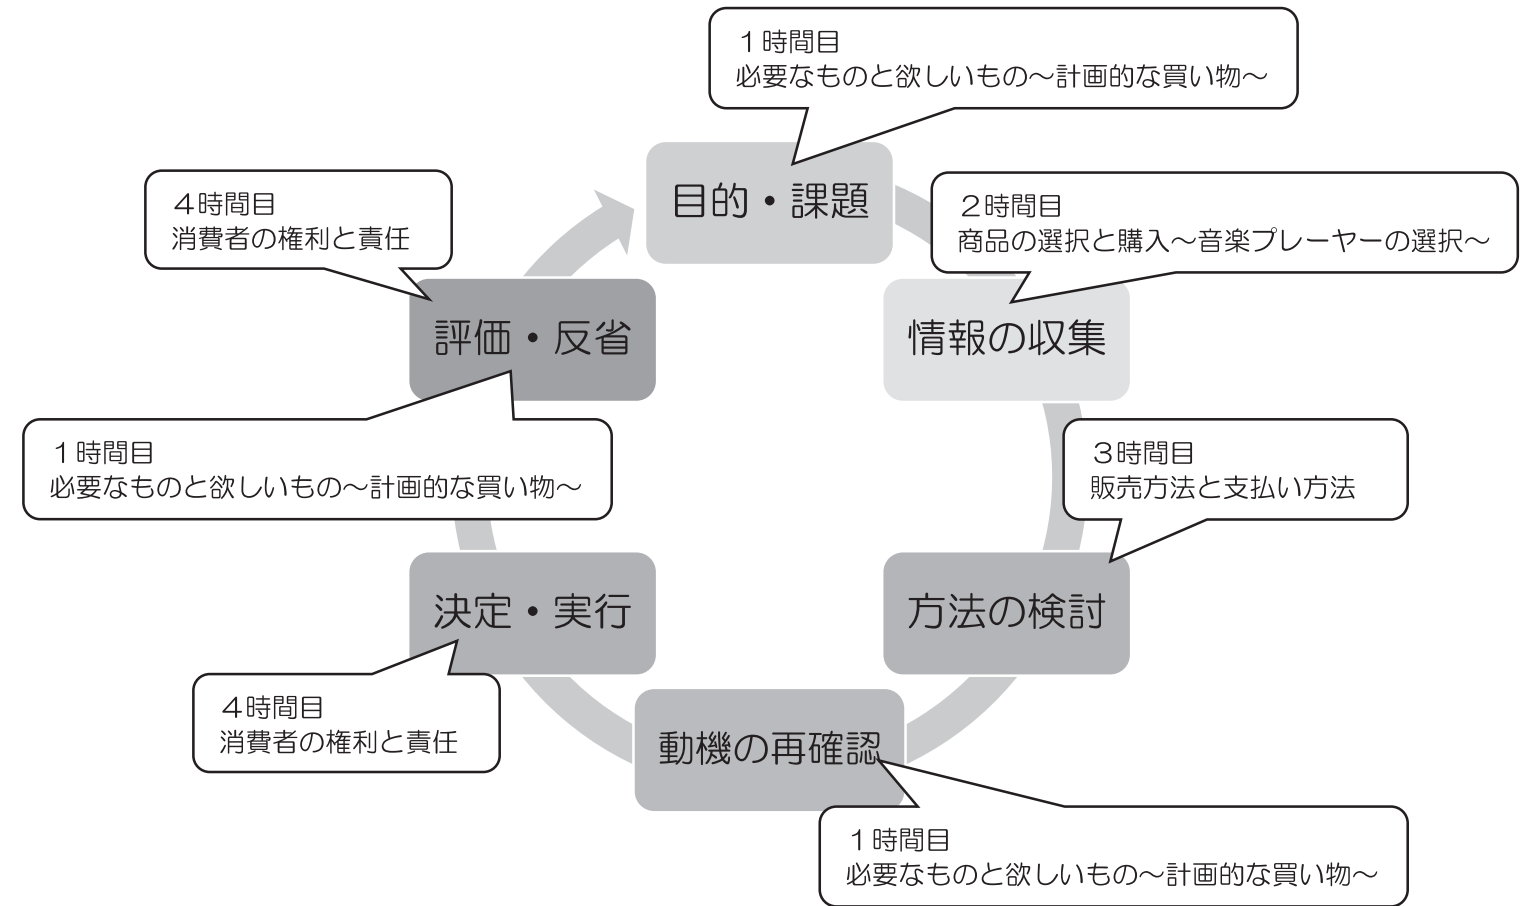 1時間目
必要なものと欲しいもの～計画的な買い物～
目的・課題
2時間目
商品の選択と購入～音楽プレーヤーの選択～
情報の収集
3時間目
販売方法と支払い方法
方法の検討
動機の再確認
1時間目
必要なものと欲しいもの～計画的な買い物～
決定・実行
4時間目
消費者の権利と責任
4時間目
消費者の権利と責任
評価・反省
1時間目
必要なものと欲しいもの～計画的な買い物～